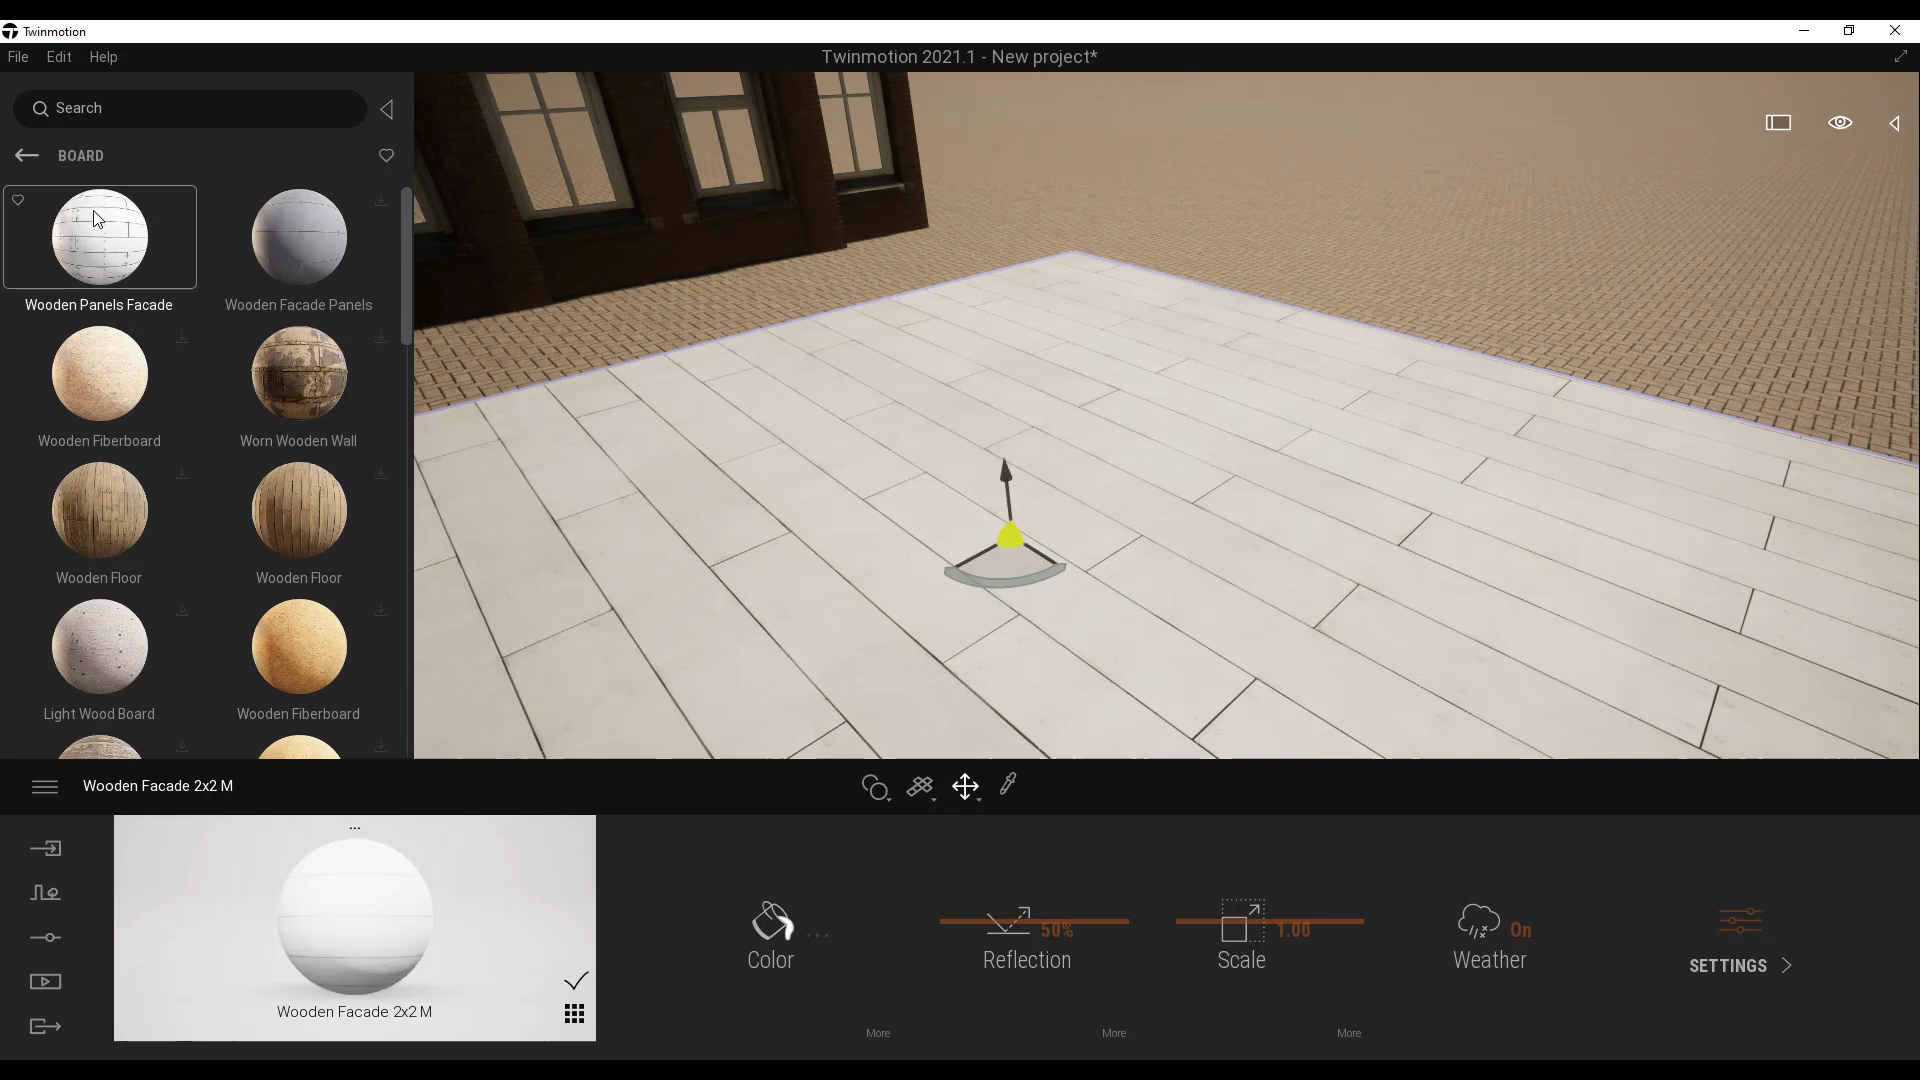 Twinmotion
File Edit Help
Twinmotion 2021.1 - New project*
Search
BOARD
Wooden Panels Facade
Wooden Facade Panels
Wooden Fiberboard
Worn Wooden Wall
Wooden Floor
Wooden Floor
Light Wood Board
Wooden Fiberboard
Wooden Facade 2x2 M
...
Wooden Facade 2x2 M
...
Color
More
50%
Reflection
More
1.00
Scale
More
On
Weather
SETTINGS